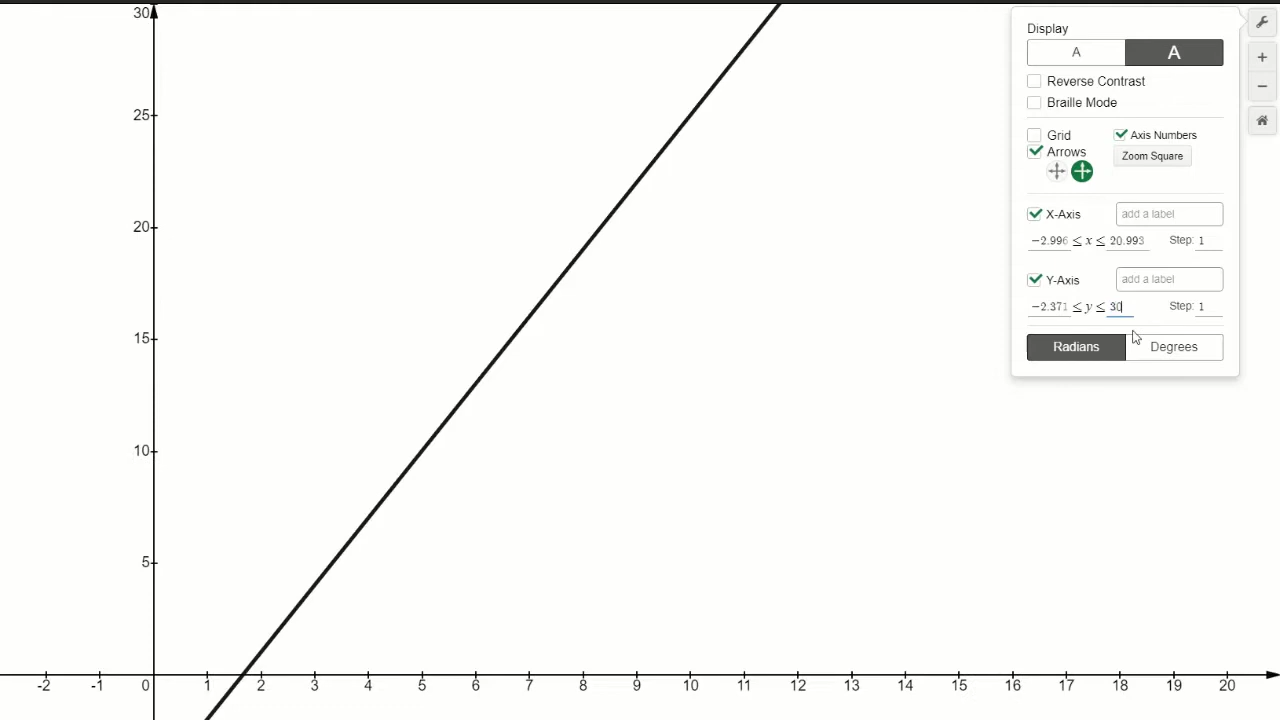 30
25
20
15
10
5
-2 -1 0 1 2 3 4 5 6 7 8 9 10 11 12 13 14 15 16 17 18 19 20
Display
A A
Reverse Contrast
Braille Mode
Grid Axis Numbers
Arrows Zoom Square
X-Axis add a label
−2.996 ≤ x ≤ 20.993 Step: 1
Y-Axis add a label
−2.371 ≤ y ≤ 30 Step: 1
Radians Degrees
+
−